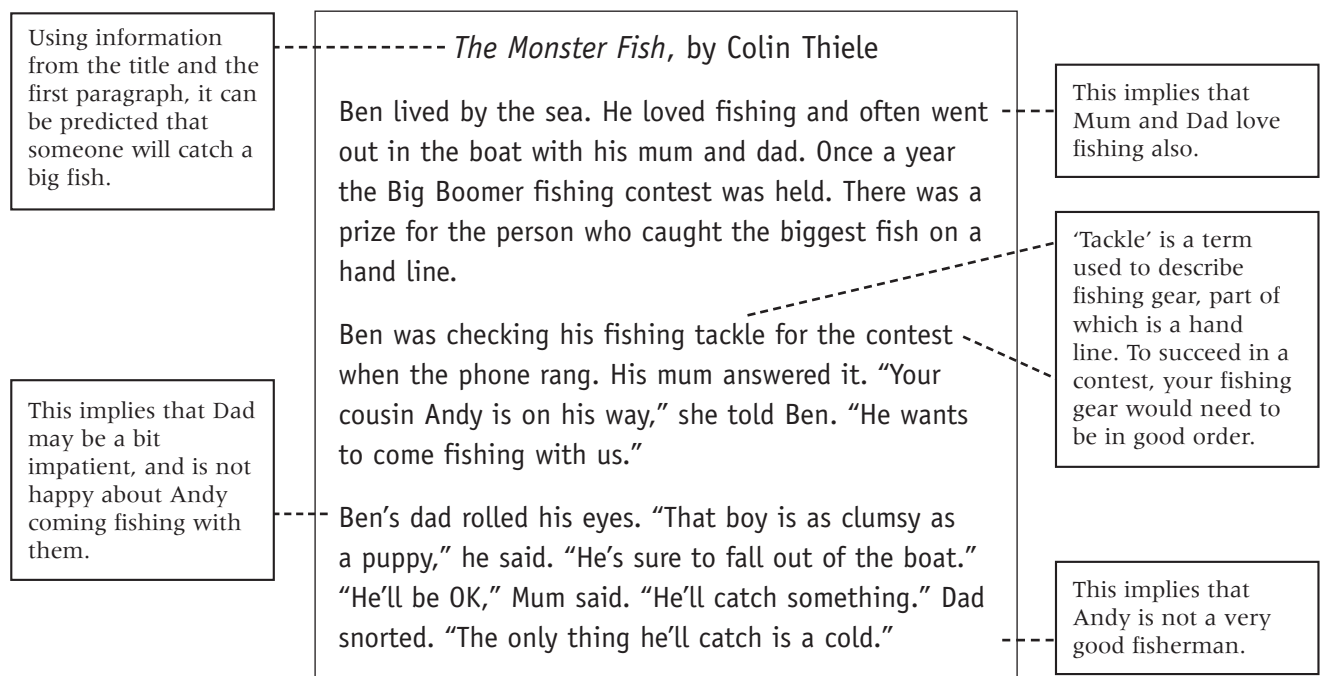 Using information
from the title and the
first paragraph, it can
be predicted that
someone will catch a
big fish.
The Monster Fish, by Colin Thiele
Ben lived by the sea. He loved fishing and often went
out in the boat with his mum and dad. Once a year
the Big Boomer fishing contest was held. There was a
prize for the person who caught the biggest fish on a
hand line.
This implies that
Mum and Dad love
fishing also.
Ben was checking his fishing tackle for the contest
when the phone rang. His mum answered it. “Your
cousin Andy is on his way,” she told Ben. “He wants
to come fishing with us.”
‘Tackle’ is a term
used to describe
fishing gear, part of
which is a hand
line. To succeed in a
contest, your fishing
gear would need to
be in good order.
This implies that Dad
may be a bit
impatient, and is not
happy about Andy
coming fishing with
them.
Ben’s dad rolled his eyes. “That boy is as clumsy as
a puppy,” he said. “He’s sure to fall out of the boat.”
“He’ll be OK,” Mum said. “He’ll catch something.” Dad
snorted. “The only thing he’ll catch is a cold.”
This implies that
Andy is not a very
good fisherman.